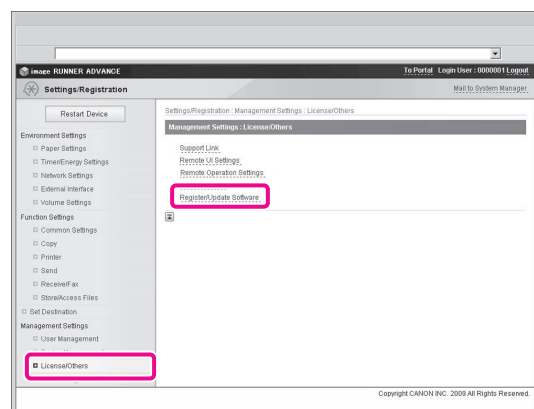 image RUNNER ADVANCE
To Portal Login User : 0000001 Logout
Settings/Registration
Mail to System Manager
Restart Device
Settings/Registration : Management Settings : License/Others
Management Settings : License/Others
Environment Settings
Paper Settings
Timer/Energy Settings
Network Settings
External Interface
Volume Settings
Function Settings
Common Settings
Copy
Printer
Send
Receive/Fax
Store/Access Files
Set Destination
Management Settings
User Management
License/Others
Support Link
Remote UI Settings
Remote Operation Settings
Register/Update Software
Copyright CANON INC. 2009 All Rights Reserved.